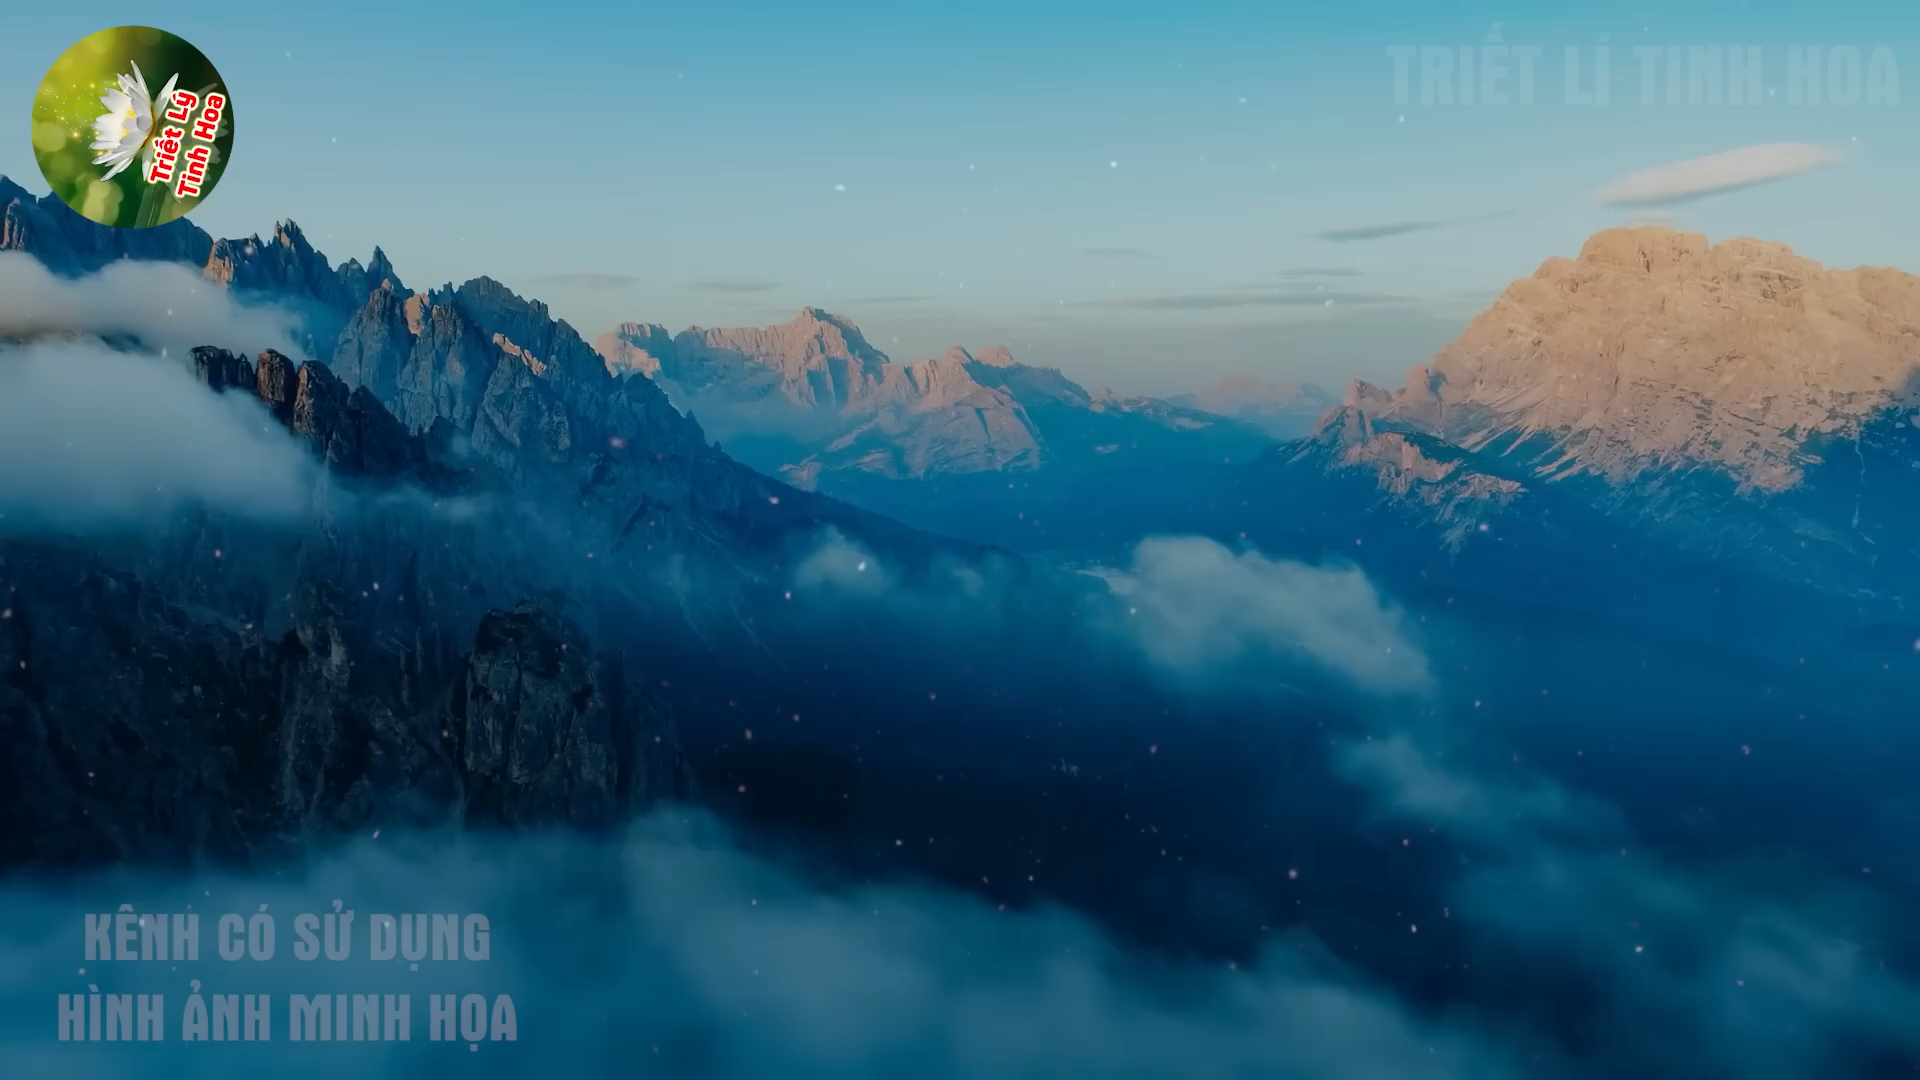 Triết Lý
Tinh Hoa
TRIẾT LÍ TINH HOA
KÊNH CÓ SỬ DỤNG
HÌNH ẢNH MINH HỌA